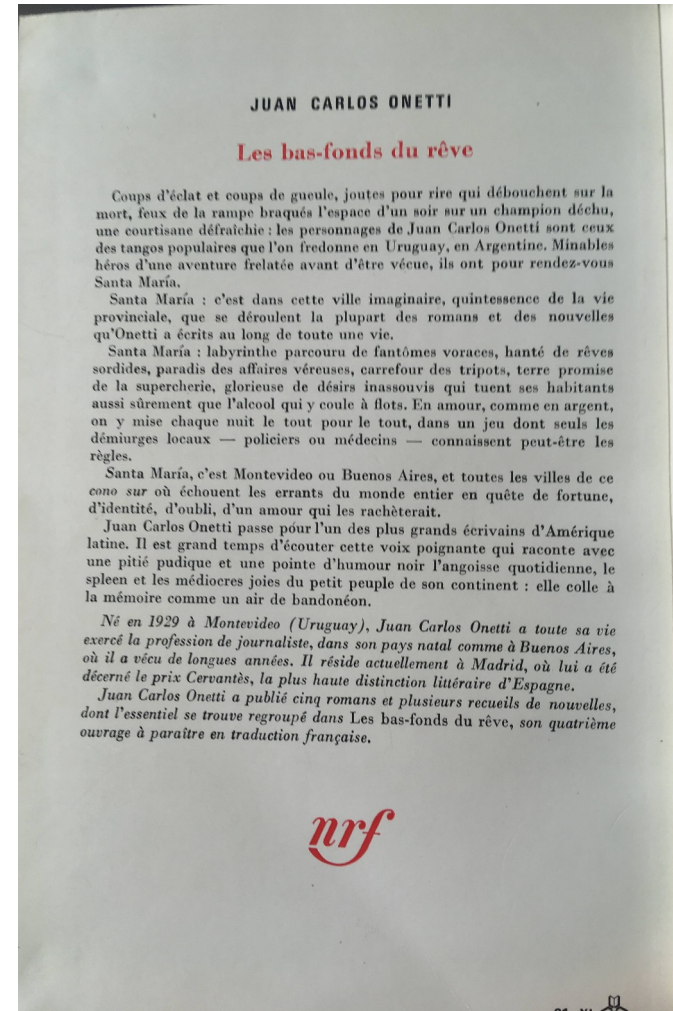 JUAN CARLOS ONETTI
Les bas-fonds du rêve
Coups d'éclat et coups de gueule, joutes pour rire qui débouchent sur la
mort, feux de la rampe braqués l'espace d'un soir sur un champion déchu,
une courtisane défraîchie : les personnages de Juan Carlos Onetti sont ceux
des tangos populaires que l'on fredonne en Uruguay, en Argentine. Minables
héros d'une aventure frelatée avant d'être vécue, ils ont pour rendez-vous
Santa María.
Santa María : c'est dans cette ville imaginaire, quintessence de la vie
provinciale, que se déroulent la plupart des romans et des nouvelles
qu'Onetti a écrits au long de toute une vie.
Santa María : labyrinthe parcouru de fantômes voraces, hanté de rêves
sordides, paradis des affaires véreuses, carrefour des tripots, terre promise
de la supercherie, glorieuse de désirs inassouvis qui tuent ses habitants
aussi sûrement que l'alcool qui y coule à flots. En amour, comme en argent,
on y mise chaque nuit le tout pour le tout, dans un jeu dont seuls les
démiurges locaux — policiers ou médecins — connaissent peut-être les
règles.
Santa María, c'est Montevideo ou Buenos Aires, et toutes les villes de ce
cono sur où échouent les errants du monde entier en quête de fortune,
d'identité, d'oubli, d'un amour qui les rachèterait.
Juan Carlos Onetti passe pour l'un des plus grands écrivains d'Amérique
latine. Il est grand temps d'écouter cette voix poignante qui raconte avec
une pitié pudique et une pointe d'humour noir l'angoisse quotidienne, le
spleen et les médiocres joies du petit peuple de son continent : elle colle à
la mémoire comme un air de bandonéon.
Né en 1929 à Montevideo (Uruguay), Juan Carlos Onetti a toute sa vie
exercé la profession de journaliste, dans son pays natal comme à Buenos Aires,
où il a vécu de longues années. Il réside actuellement à Madrid, où lui a été
décerné le prix Cervantès, la plus haute distinction littéraire d'Espagne.
Juan Carlos Onetti a publié cinq romans et plusieurs recueils de nouvelles,
dont l'essentiel se trouve regroupé dans Les bas-fonds du rêve, son quatrième
ouvrage à paraître en traduction française.
nrf